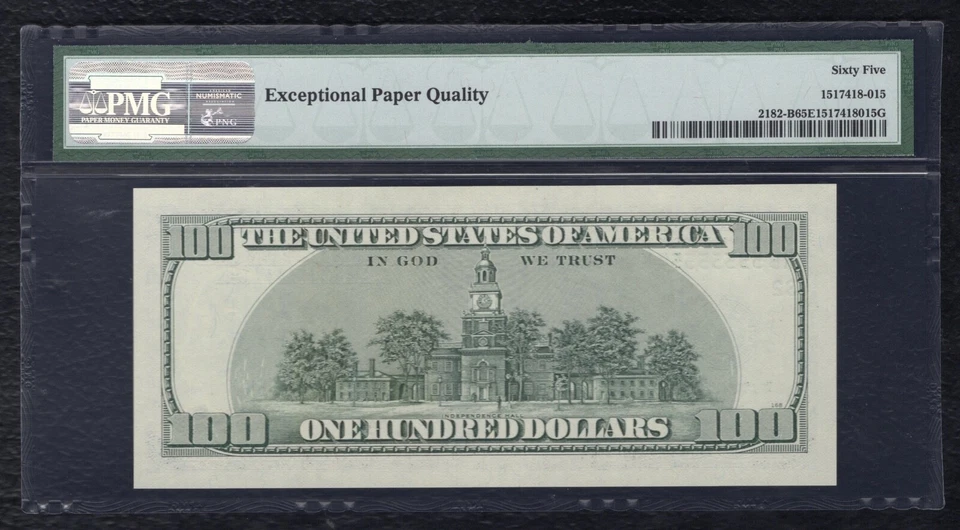 PMG
PAPER MONEY GUARANTY
NUMISMATIC
PNG
Exceptional Paper Quality
Sixty Five
1517418-015
2182-B65E1517418015G
100 THE UNITED STATES OF AMERICA 100
IN GOD WE TRUST
INDEPENDENCE HALL
100 ONE HUNDRED DOLLARS 100